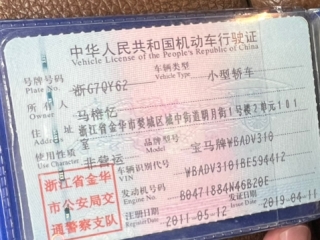 中华人民共和国机动车行驶证
Vehicle License of the People's Republic of China
号牌号码 浙G7QY62 车辆类型 小型轿车
Plate No. Vehicle Type
所有人 马榕忆
Owner
住址 浙江省金华市婺城区城中街道明月街1号楼2单元101
Address
使用性质 非营运 品牌型号 宝马牌WBADV310
Use Character Model
车辆识别代号 WBADV3101BE594412
VIN
浙江省金华
市公安局交
通警察支队
发动机号码 B0471884N46B20E
Engine No.
注册日期 2011-05-12 发证日期 2019-04-11
Register Date Issue Date